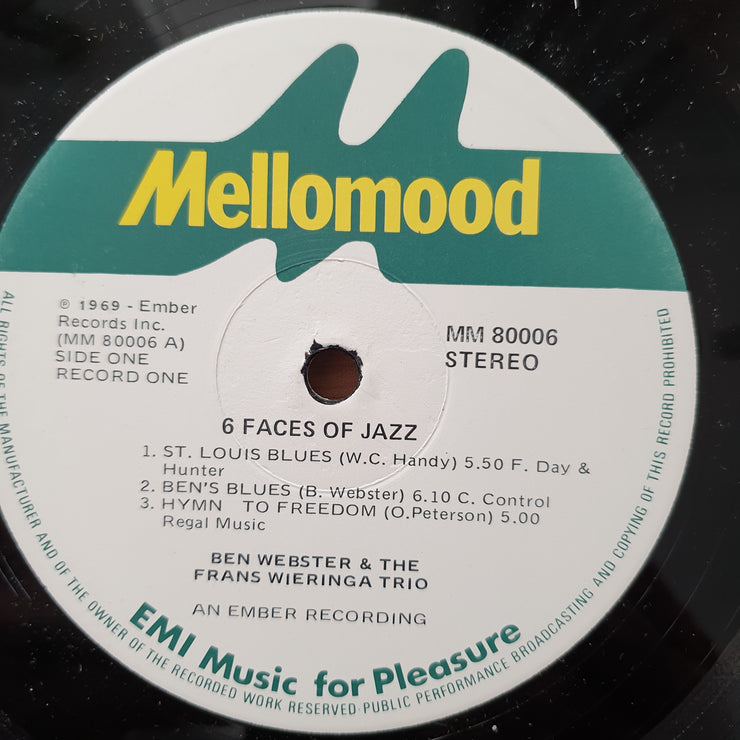 Mellomood
℗ 1969 - Ember
Records Inc.
(MM 80006 A)
SIDE ONE
RECORD ONE
MM 80006
STEREO
6 FACES OF JAZZ
1. ST. LOUIS BLUES (W.C. Handy) 5.50 F. Day &
Hunter
2. BEN'S BLUES (B. Webster) 6.10 C. Control
3. HYMN TO FREEDOM (O.Peterson) 5.00
Regal Music
BEN WEBSTER & THE
FRANS WIERINGA TRIO
AN EMBER RECORDING
EMI Music for Pleasure
ALL RIGHTS OF THE MANUFACTURER AND OF THE OWNER OF THE RECORDED WORK RESERVED·PUBLIC PERFORMANCE BROADCASTING AND COPYING OF THIS RECORD PROHIBITED